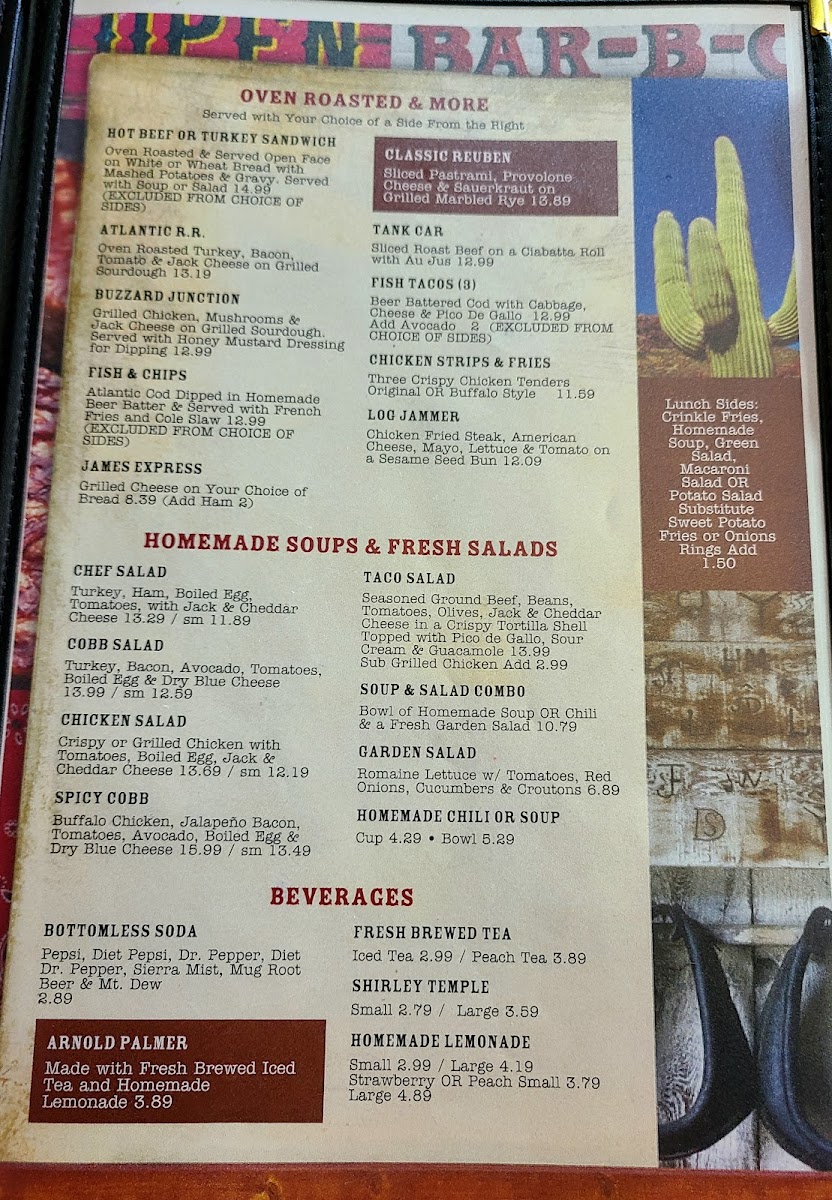 OPEN BAR-B-Q
OVEN ROASTED & MORE
Served with Your Choice of a Side From the Right
HOT BEEF OR TURKEY SANDWICH
Oven Roasted & Served Open Face
on White or Wheat Bread with
Mashed Potatoes & Gravy. Served
with Soup or Salad 14.99
(EXCLUDED FROM CHOICE OF
SIDES)
ATLANTIC R.R.
Oven Roasted Turkey, Bacon,
Tomato & Jack Cheese on Grilled
Sourdough 13.19
BUZZARD JUNCTION
Grilled Chicken, Mushrooms &
Jack Cheese on Grilled Sourdough.
Served with Honey Mustard Dressing
for Dipping 12.99
FISH & CHIPS
Atlantic Cod Dipped in Homemade
Beer Batter & Served with French
Fries and Cole Slaw 12.99
(EXCLUDED FROM CHOICE OF
SIDES)
JAMES EXPRESS
Grilled Cheese on Your Choice of
Bread 8.39 (Add Ham 2)
CLASSIC REUBEN
Sliced Pastrami, Provolone
Cheese & Sauerkraut on
Grilled Marbled Rye 13.89
TANK CAR
Sliced Roast Beef on a Ciabatta Roll
with Au Jus 12.99
FISH TACOS (3)
Beer Battered Cod with Cabbage,
Cheese & Pico De Gallo 12.99
Add Avocado 2 (EXCLUDED FROM
CHOICE OF SIDES)
CHICKEN STRIPS & FRIES
Three Crispy Chicken Tenders
Original OR Buffalo Style 11.59
LOG JAMMER
Chicken Fried Steak, American
Cheese, Mayo, Lettuce & Tomato on
a Sesame Seed Bun 12.09
Lunch Sides:
Crinkle Fries,
Homemade
Soup, Green
Salad,
Macaroni
Salad OR
Potato Salad
Substitute
Sweet Potato
Fries or Onions
Rings Add
1.50
HOMEMADE SOUPS & FRESH SALADS
CHEF SALAD
Turkey, Ham, Boiled Egg,
Tomatoes, with Jack & Cheddar
Cheese 13.29 / sm 11.89
COBB SALAD
Turkey, Bacon, Avocado, Tomatoes,
Boiled Egg & Dry Blue Cheese
13.99 / sm 12.59
CHICKEN SALAD
Crispy or Grilled Chicken with
Tomatoes, Boiled Egg, Jack &
Cheddar Cheese 13.69 / sm 12.19
SPICY COBB
Buffalo Chicken, Jalapeño Bacon,
Tomatoes, Avocado, Boiled Egg &
Dry Blue Cheese 15.99 / sm 13.49
TACO SALAD
Seasoned Ground Beef, Beans,
Tomatoes, Olives, Jack & Cheddar
Cheese in a Crispy Tortilla Shell
Topped with Pico de Gallo, Sour
Cream & Guacamole 13.99
Sub Grilled Chicken Add 2.99
SOUP & SALAD COMBO
Bowl of Homemade Soup OR Chili
& a Fresh Garden Salad 10.79
GARDEN SALAD
Romaine Lettuce w/ Tomatoes, Red
Onions, Cucumbers & Croutons 6.89
HOMEMADE CHILI OR SOUP
Cup 4.29 • Bowl 5.29
BEVERAGES
BOTTOMLESS SODA
Pepsi, Diet Pepsi, Dr. Pepper, Diet
Dr. Pepper, Sierra Mist, Mug Root
Beer & Mt. Dew
2.89
ARNOLD PALMER
Made with Fresh Brewed Iced
Tea and Homemade
Lemonade 3.89
FRESH BREWED TEA
Iced Tea 2.99 / Peach Tea 3.89
SHIRLEY TEMPLE
Small 2.79 / Large 3.59
HOMEMADE LEMONADE
Small 2.99 / Large 4.19
Strawberry OR Peach Small 3.79
Large 4.89